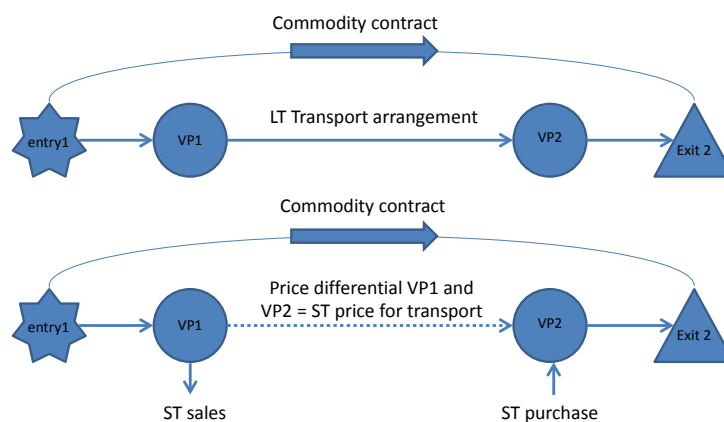 Commodity contract
LT Transport arrangement
entry1
VP1
VP2
Exit 2
Commodity contract
Price differential VP1 and
VP2 = ST price for transport
entry1
VP1
VP2
Exit 2
ST sales
ST purchase